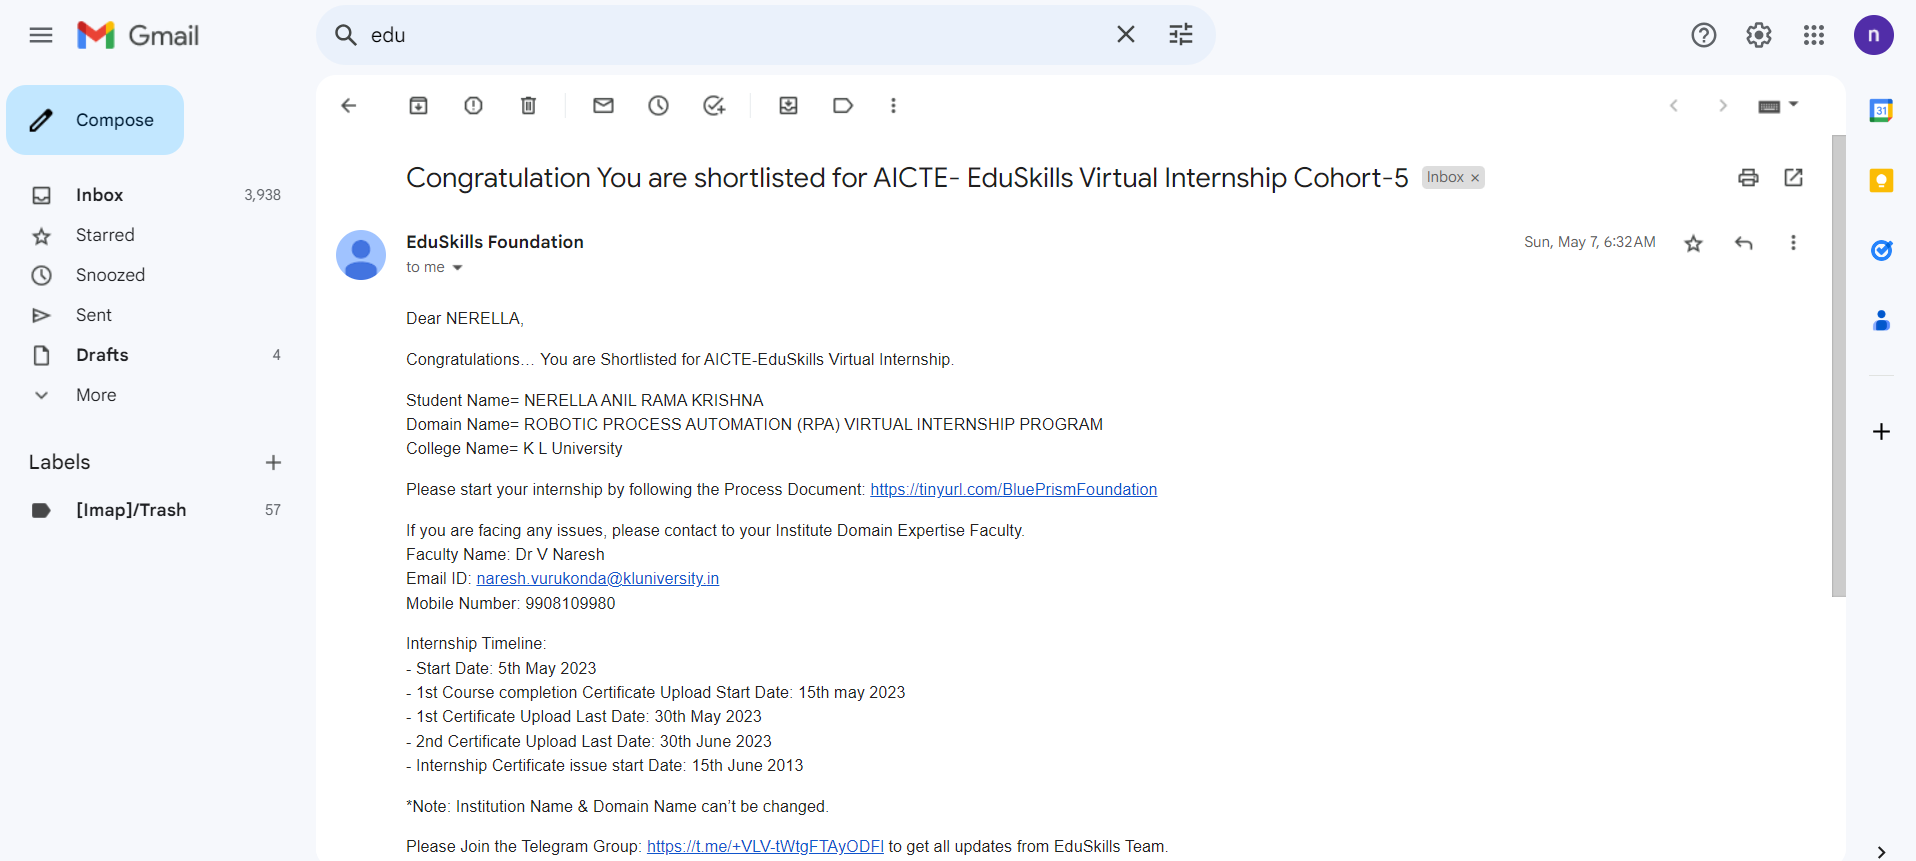 Gmail
edu
n
Compose
Inbox 3,938
Starred
Snoozed
Sent
Drafts 4
More
Labels
[Imap]/Trash 57
31
Congratulation You are shortlisted for AICTE- EduSkills Virtual Internship Cohort-5 Inbox ×
EduSkills Foundation Sun, May 7, 6:32 AM
to me
Dear NERELLA,
Congratulations… You are Shortlisted for AICTE-EduSkills Virtual Internship.
Student Name= NERELLA ANIL RAMA KRISHNA
Domain Name= ROBOTIC PROCESS AUTOMATION (RPA) VIRTUAL INTERNSHIP PROGRAM
College Name= K L University
Please start your internship by following the Process Document: https://tinyurl.com/BluePrismFoundation
If you are facing any issues, please contact to your Institute Domain Expertise Faculty.
Faculty Name: Dr V Naresh
Email ID: naresh.vurukonda@kluniversity.in
Mobile Number: 9908109980
Internship Timeline:
- Start Date: 5th May 2023
- 1st Course completion Certificate Upload Start Date: 15th may 2023
- 1st Certificate Upload Last Date: 30th May 2023
- 2nd Certificate Upload Last Date: 30th June 2023
- Internship Certificate issue start Date: 15th June 2013
*Note: Institution Name & Domain Name can't be changed.
Please Join the Telegram Group: https://t.me/+VLV-tWtgFTAyODFl to get all updates from EduSkills Team.